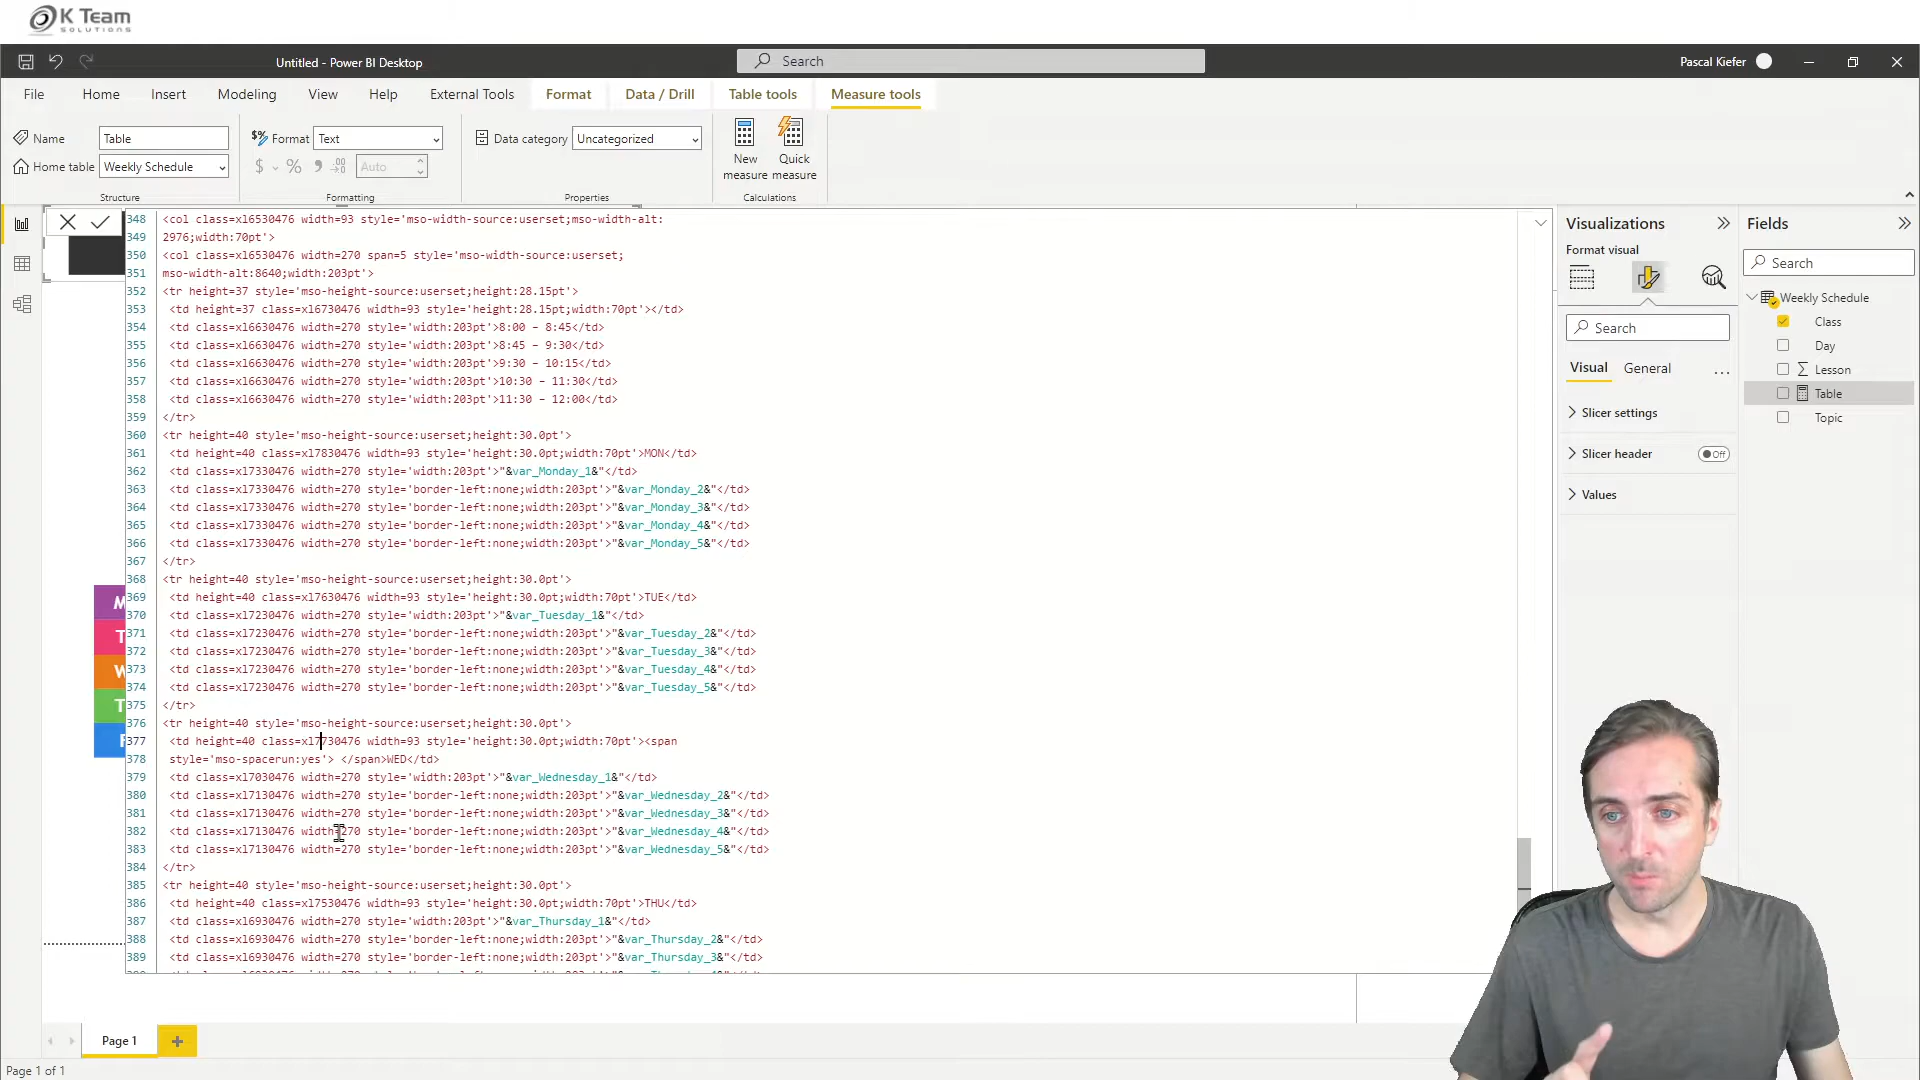 K Team
SOLUTIONS
Untitled - Power BI Desktop
Search
Pascal Kiefer
File
Home
Insert
Modeling
View
Help
External Tools
Format
Data / Drill
Table tools
Measure tools
Name
Table
Format
Text
Data category
Uncategorized
Home table
Weekly Schedule
Auto
New
measure
Quick
measure
Structure
Formatting
Properties
Calculations
348 <col class=xl6530476 width=93 style='mso-width-source:userset;mso-width-alt:
349 2976;width:70pt'>
350 <col class=xl6530476 width=270 span=5 style='mso-width-source:userset;
351 mso-width-alt:8640;width:203pt'>
352 <tr height=37 style='mso-height-source:userset;height:28.15pt'>
353 <td height=37 class=xl6730476 width=93 style='height:28.15pt;width:70pt'></td>
354 <td class=xl6630476 width=270 style='width:203pt'>8:00 - 8:45</td>
355 <td class=xl6630476 width=270 style='width:203pt'>8:45 - 9:30</td>
356 <td class=xl6630476 width=270 style='width:203pt'>9:30 - 10:15</td>
357 <td class=xl6630476 width=270 style='width:203pt'>10:30 - 11:30</td>
358 <td class=xl6630476 width=270 style='width:203pt'>11:30 - 12:00</td>
359 </tr>
360 <tr height=40 style='mso-height-source:userset;height:30.0pt'>
361 <td height=40 class=xl7830476 width=93 style='height:30.0pt;width:70pt'>MON</td>
362 <td class=xl7330476 width=270 style='width:203pt'>"&var_Monday_1&"</td>
363 <td class=xl7330476 width=270 style='border-left:none;width:203pt'>"&var_Monday_2&"</td>
364 <td class=xl7330476 width=270 style='border-left:none;width:203pt'>"&var_Monday_3&"</td>
365 <td class=xl7330476 width=270 style='border-left:none;width:203pt'>"&var_Monday_4&"</td>
366 <td class=xl7330476 width=270 style='border-left:none;width:203pt'>"&var_Monday_5&"</td>
367 </tr>
368 <tr height=40 style='mso-height-source:userset;height:30.0pt'>
369 <td height=40 class=xl7630476 width=93 style='height:30.0pt;width:70pt'>TUE</td>
370 <td class=xl7230476 width=270 style='width:203pt'>"&var_Tuesday_1&"</td>
371 <td class=xl7230476 width=270 style='border-left:none;width:203pt'>"&var_Tuesday_2&"</td>
372 <td class=xl7230476 width=270 style='border-left:none;width:203pt'>"&var_Tuesday_3&"</td>
373 <td class=xl7230476 width=270 style='border-left:none;width:203pt'>"&var_Tuesday_4&"</td>
374 <td class=xl7230476 width=270 style='border-left:none;width:203pt'>"&var_Tuesday_5&"</td>
375 </tr>
376 <tr height=40 style='mso-height-source:userset;height:30.0pt'>
377 <td height=40 class=xl7730476 width=93 style='height:30.0pt;width:70pt'><span
378 style='mso-spacerun:yes'> </span>WED</td>
379 <td class=xl7030476 width=270 style='width:203pt'>"&var_Wednesday_1&"</td>
380 <td class=xl7130476 width=270 style='border-left:none;width:203pt'>"&var_Wednesday_2&"</td>
381 <td class=xl7130476 width=270 style='border-left:none;width:203pt'>"&var_Wednesday_3&"</td>
382 <td class=xl7130476 width=270 style='border-left:none;width:203pt'>"&var_Wednesday_4&"</td>
383 <td class=xl7130476 width=270 style='border-left:none;width:203pt'>"&var_Wednesday_5&"</td>
384 </tr>
385 <tr height=40 style='mso-height-source:userset;height:30.0pt'>
386 <td height=40 class=xl7530476 width=93 style='height:30.0pt;width:70pt'>THU</td>
387 <td class=xl6930476 width=270 style='width:203pt'>"&var_Thursday_1&"</td>
388 <td class=xl6930476 width=270 style='border-left:none;width:203pt'>"&var_Thursday_2&"</td>
389 <td class=xl6930476 width=270 style='border-left:none;width:203pt'>"&var_Thursday_3&"</td>
M
T
W
T
F
Visualizations
Format visual
Search
Visual
General
...
Slicer settings
Slicer header
Off
Values
Fields
Search
Weekly Schedule
Class
Day
Lesson
Table
Topic
Page 1
Page 1 of 1